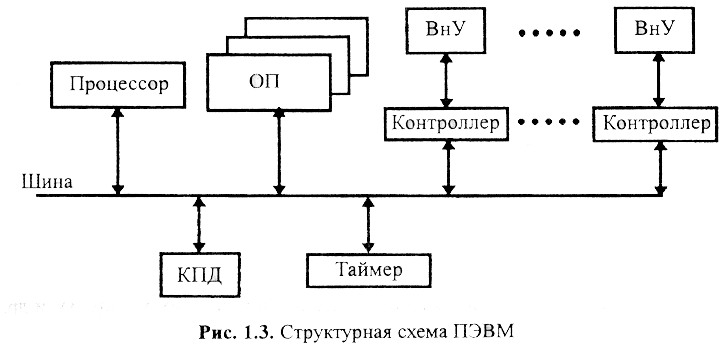 ВнУ ВнУ
Процессор
ОП
Контроллер Контроллер
Шина
КПД
Таймер
Рис. 1.3. Структурная схема ПЭВМ